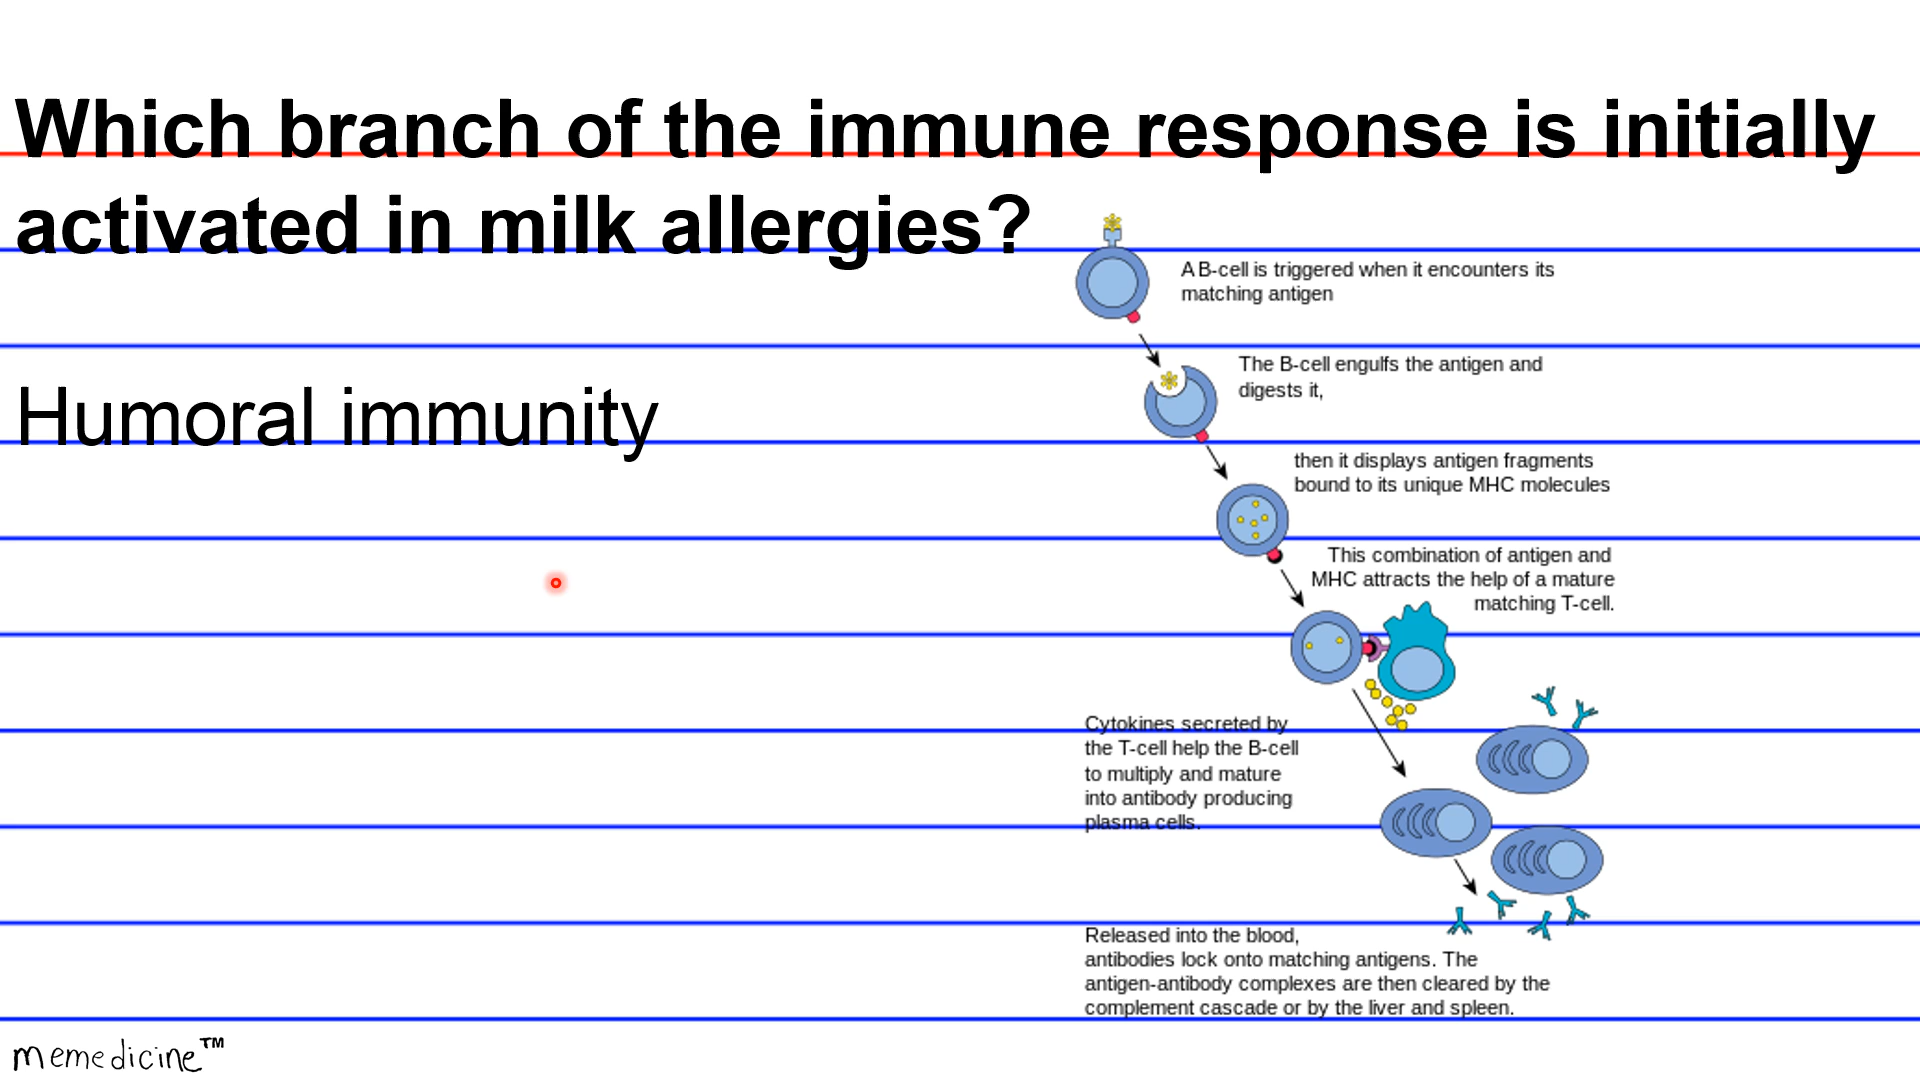 Which branch of the immune response is initially
activated in milk allergies?
Humoral immunity
A B-cell is triggered when it encounters its
matching antigen
The B-cell engulfs the antigen and
digests it,
then it displays antigen fragments
bound to its unique MHC molecules
This combination of antigen and
MHC attracts the help of a mature
matching T-cell.
Cytokines secreted by
the T-cell help the B-cell
to multiply and mature
into antibody producing
plasma cells.
Released into the blood,
antibodies lock onto matching antigens. The
antigen-antibody complexes are then cleared by the
complement cascade or by the liver and spleen.
memedicine™